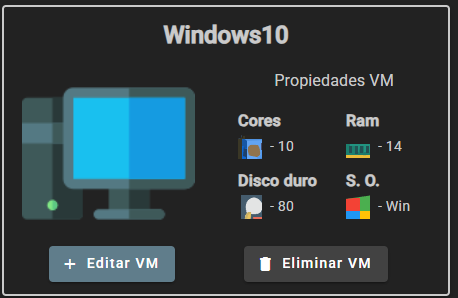 Windows10
Propiedades VM
Cores Ram
- 10 - 14
Disco duro S. O.
- 80 - Win
+ Editar VM Eliminar VM